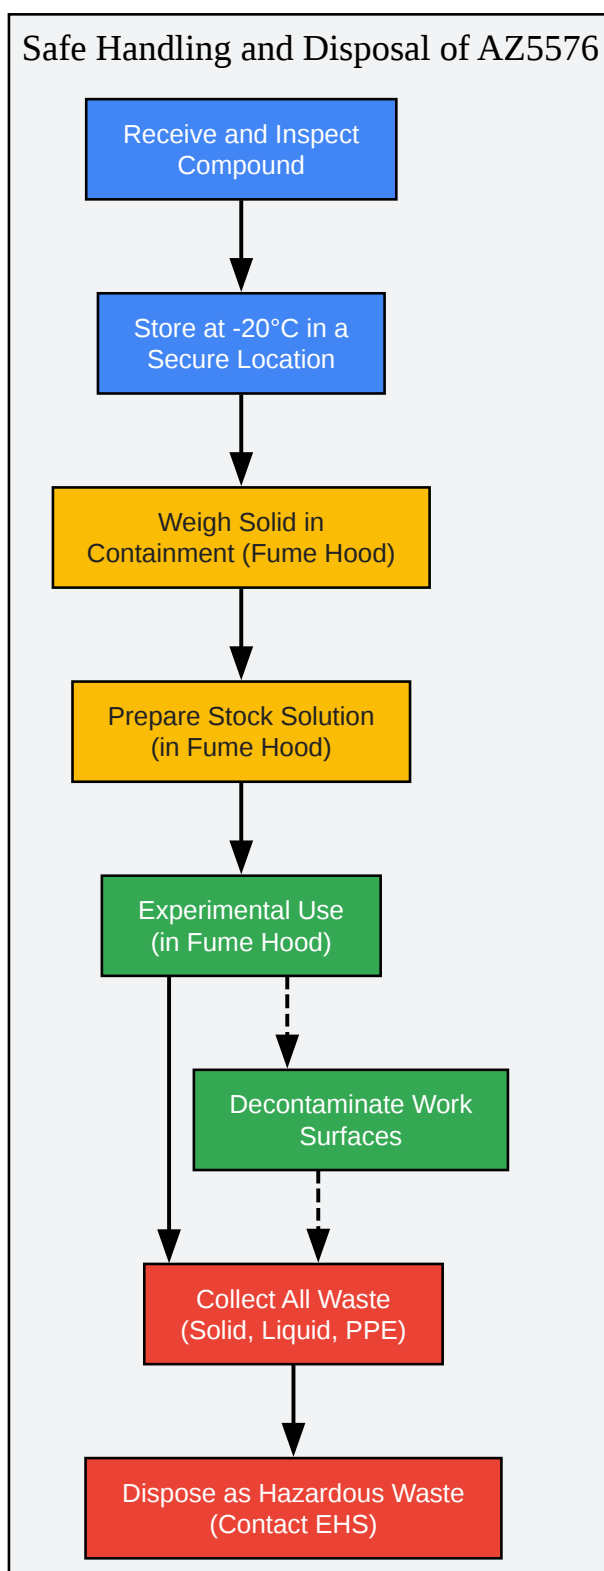 Safe Handling and Disposal of AZ5576
Receive and Inspect
Compound
Store at -20°C in a
Secure Location
Weigh Solid in
Containment (Fume Hood)
Prepare Stock Solution
(in Fume Hood)
Experimental Use
(in Fume Hood)
Decontaminate Work
Surfaces
Collect All Waste
(Solid, Liquid, PPE)
Dispose as Hazardous Waste
(Contact EHS)